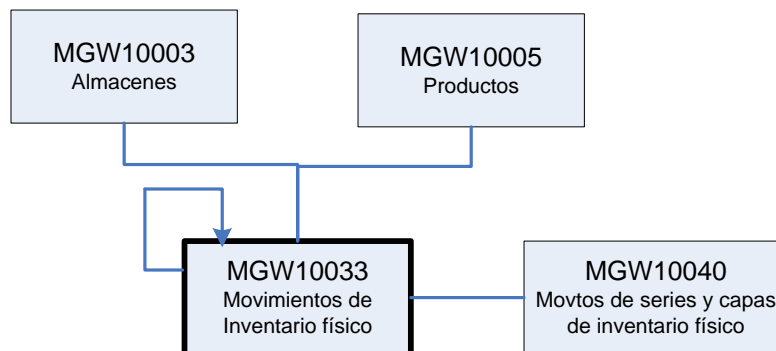 MGW10003
Almacenes
MGW10005
Productos
MGW10033
Movimientos de
Inventario físico
MGW10040
Movtos de series y capas
de inventario físico